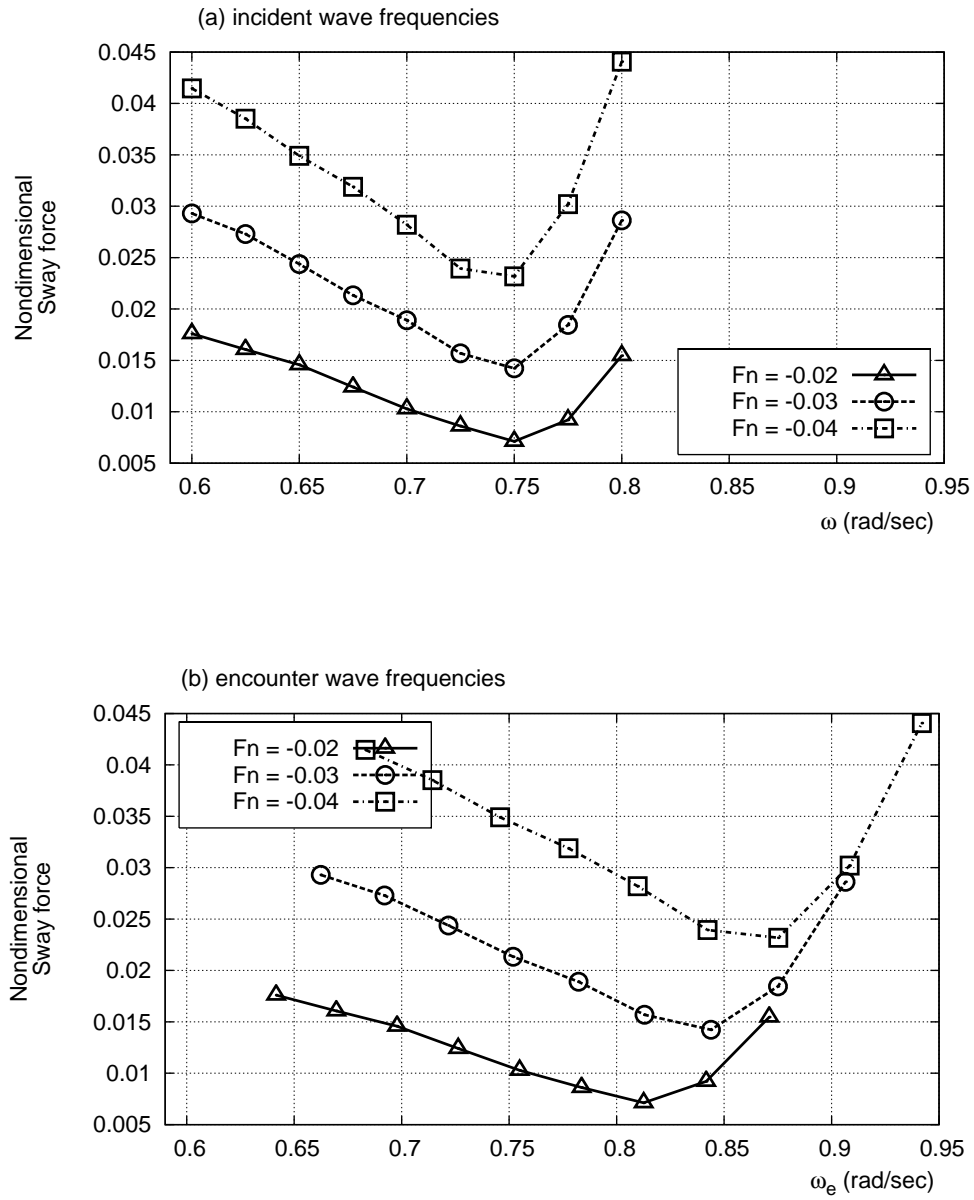 (a) incident wave frequencies
0.045
0.04
0.035
0.03
0.025
0.02
0.015
0.01
0.005
Nondimensional
Sway force
Fn = -0.02
Fn = -0.03
Fn = -0.04
0.6 0.65 0.7 0.75 0.8 0.85 0.9 0.95
ω (rad/sec)
(b) encounter wave frequencies
0.045
0.04
0.035
0.03
0.025
0.02
0.015
0.01
0.005
Nondimensional
Sway force
Fn = -0.02
Fn = -0.03
Fn = -0.04
0.6 0.65 0.7 0.75 0.8 0.85 0.9 0.95
ωe (rad/sec)